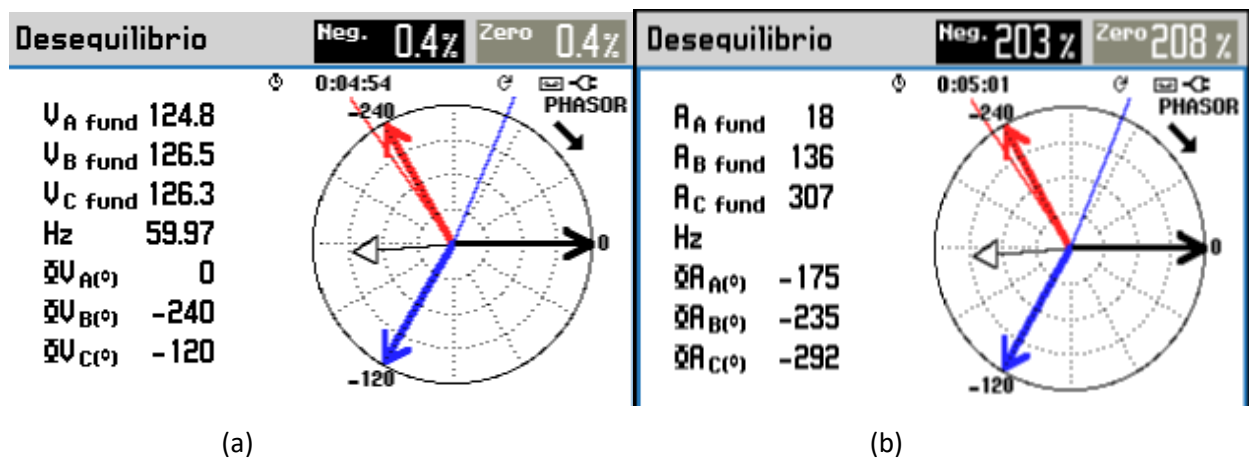 Desequilibrio Neg. 0.4% Zero 0.4%
0:04:54
PHASOR
V A fund 124.8
V B fund 126.5
V C fund 126.3
Hz 59.97
ΦV A(º) 0
ΦV B(º) -240
ΦV C(º) -120
-240
0
-120
(a)
Desequilibrio Neg. 203 % Zero 208 %
0:05:01
PHASOR
A A fund 18
A B fund 136
A C fund 307
Hz
ΦA A(º) -175
ΦA B(º) -235
ΦA C(º) -292
-240
0
-120
(b)